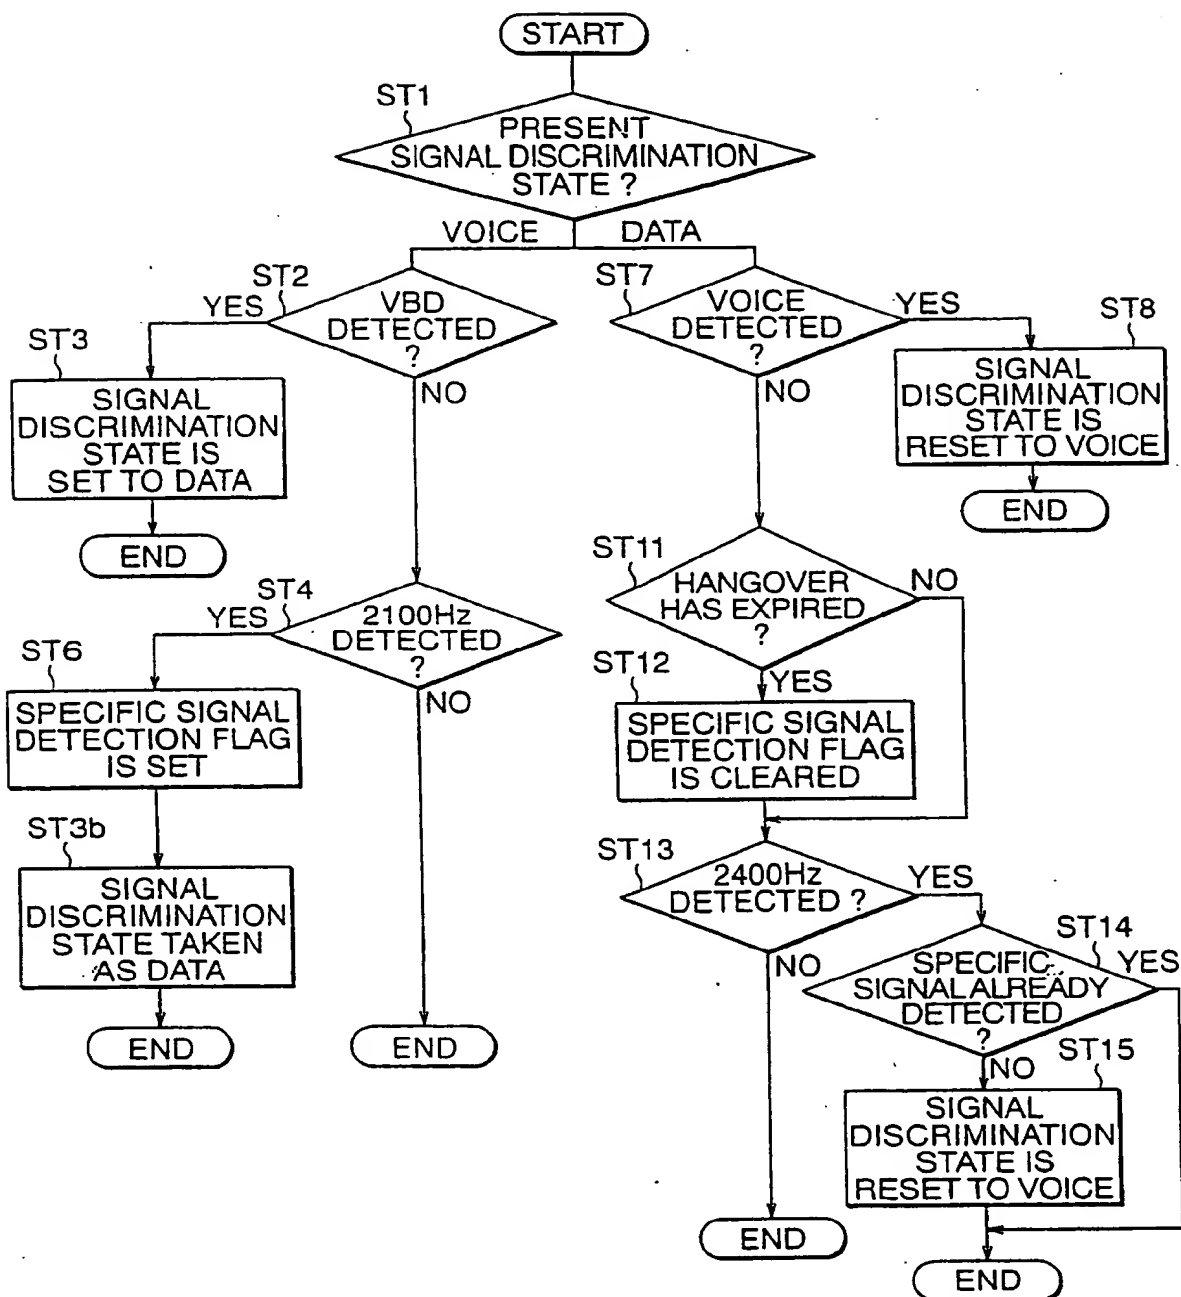 START
ST1
PRESENT
SIGNAL DISCRIMINATION
STATE ?
VOICE
DATA
ST2
YES
VBD
DETECTED
?
NO
ST3
SIGNAL
DISCRIMINATION
STATE IS
SET TO DATA
END
ST4
YES
2100Hz
DETECTED
?
NO
ST6
SPECIFIC SIGNAL
DETECTION FLAG
IS SET
ST3b
SIGNAL
DISCRIMINATION
STATE TAKEN
AS DATA
END
END
ST7
VOICE
DETECTED
?
YES
NO
ST8
SIGNAL
DISCRIMINATION
STATE IS
RESET TO VOICE
END
ST11
HANGOVER
HAS EXPIRED
?
NO
YES
ST12
SPECIFIC SIGNAL
DETECTION FLAG
IS CLEARED
ST13
2400Hz
DETECTED ?
YES
NO
END
ST14
SPECIFIC
SIGNAL ALREADY
DETECTED
?
YES
NO
ST15
SIGNAL
DISCRIMINATION
STATE IS
RESET TO VOICE
END